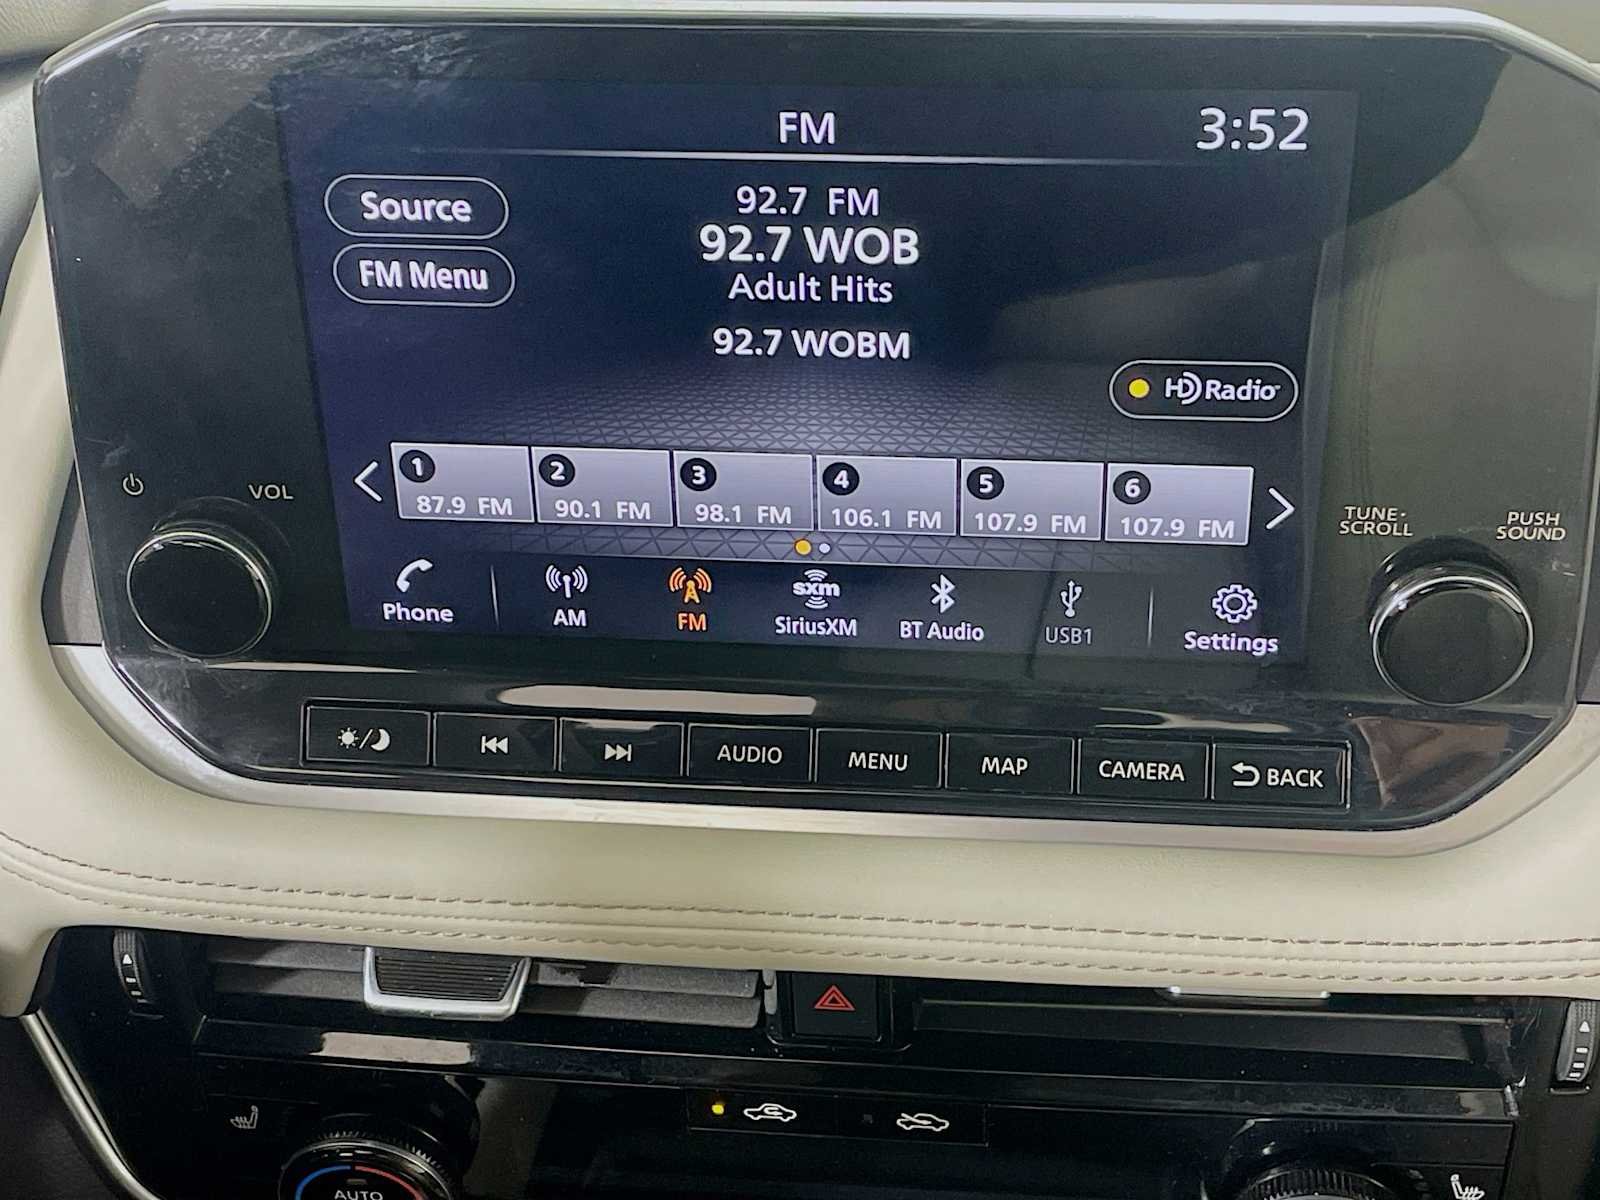 FM
3:52
Source
FM Menu
92.7 FM
92.7 WOB
Adult Hits
92.7 WOBM
HD Radio
1
87.9 FM
2
90.1 FM
3
98.1 FM
4
106.1 FM
5
107.9 FM
6
107.9 FM
VOL
TUNE·
SCROLL
PUSH
SOUND
Phone
AM
FM
sxm
SiriusXM
BT Audio
USB1
Settings
AUDIO
MENU
MAP
CAMERA
BACK
AUTO